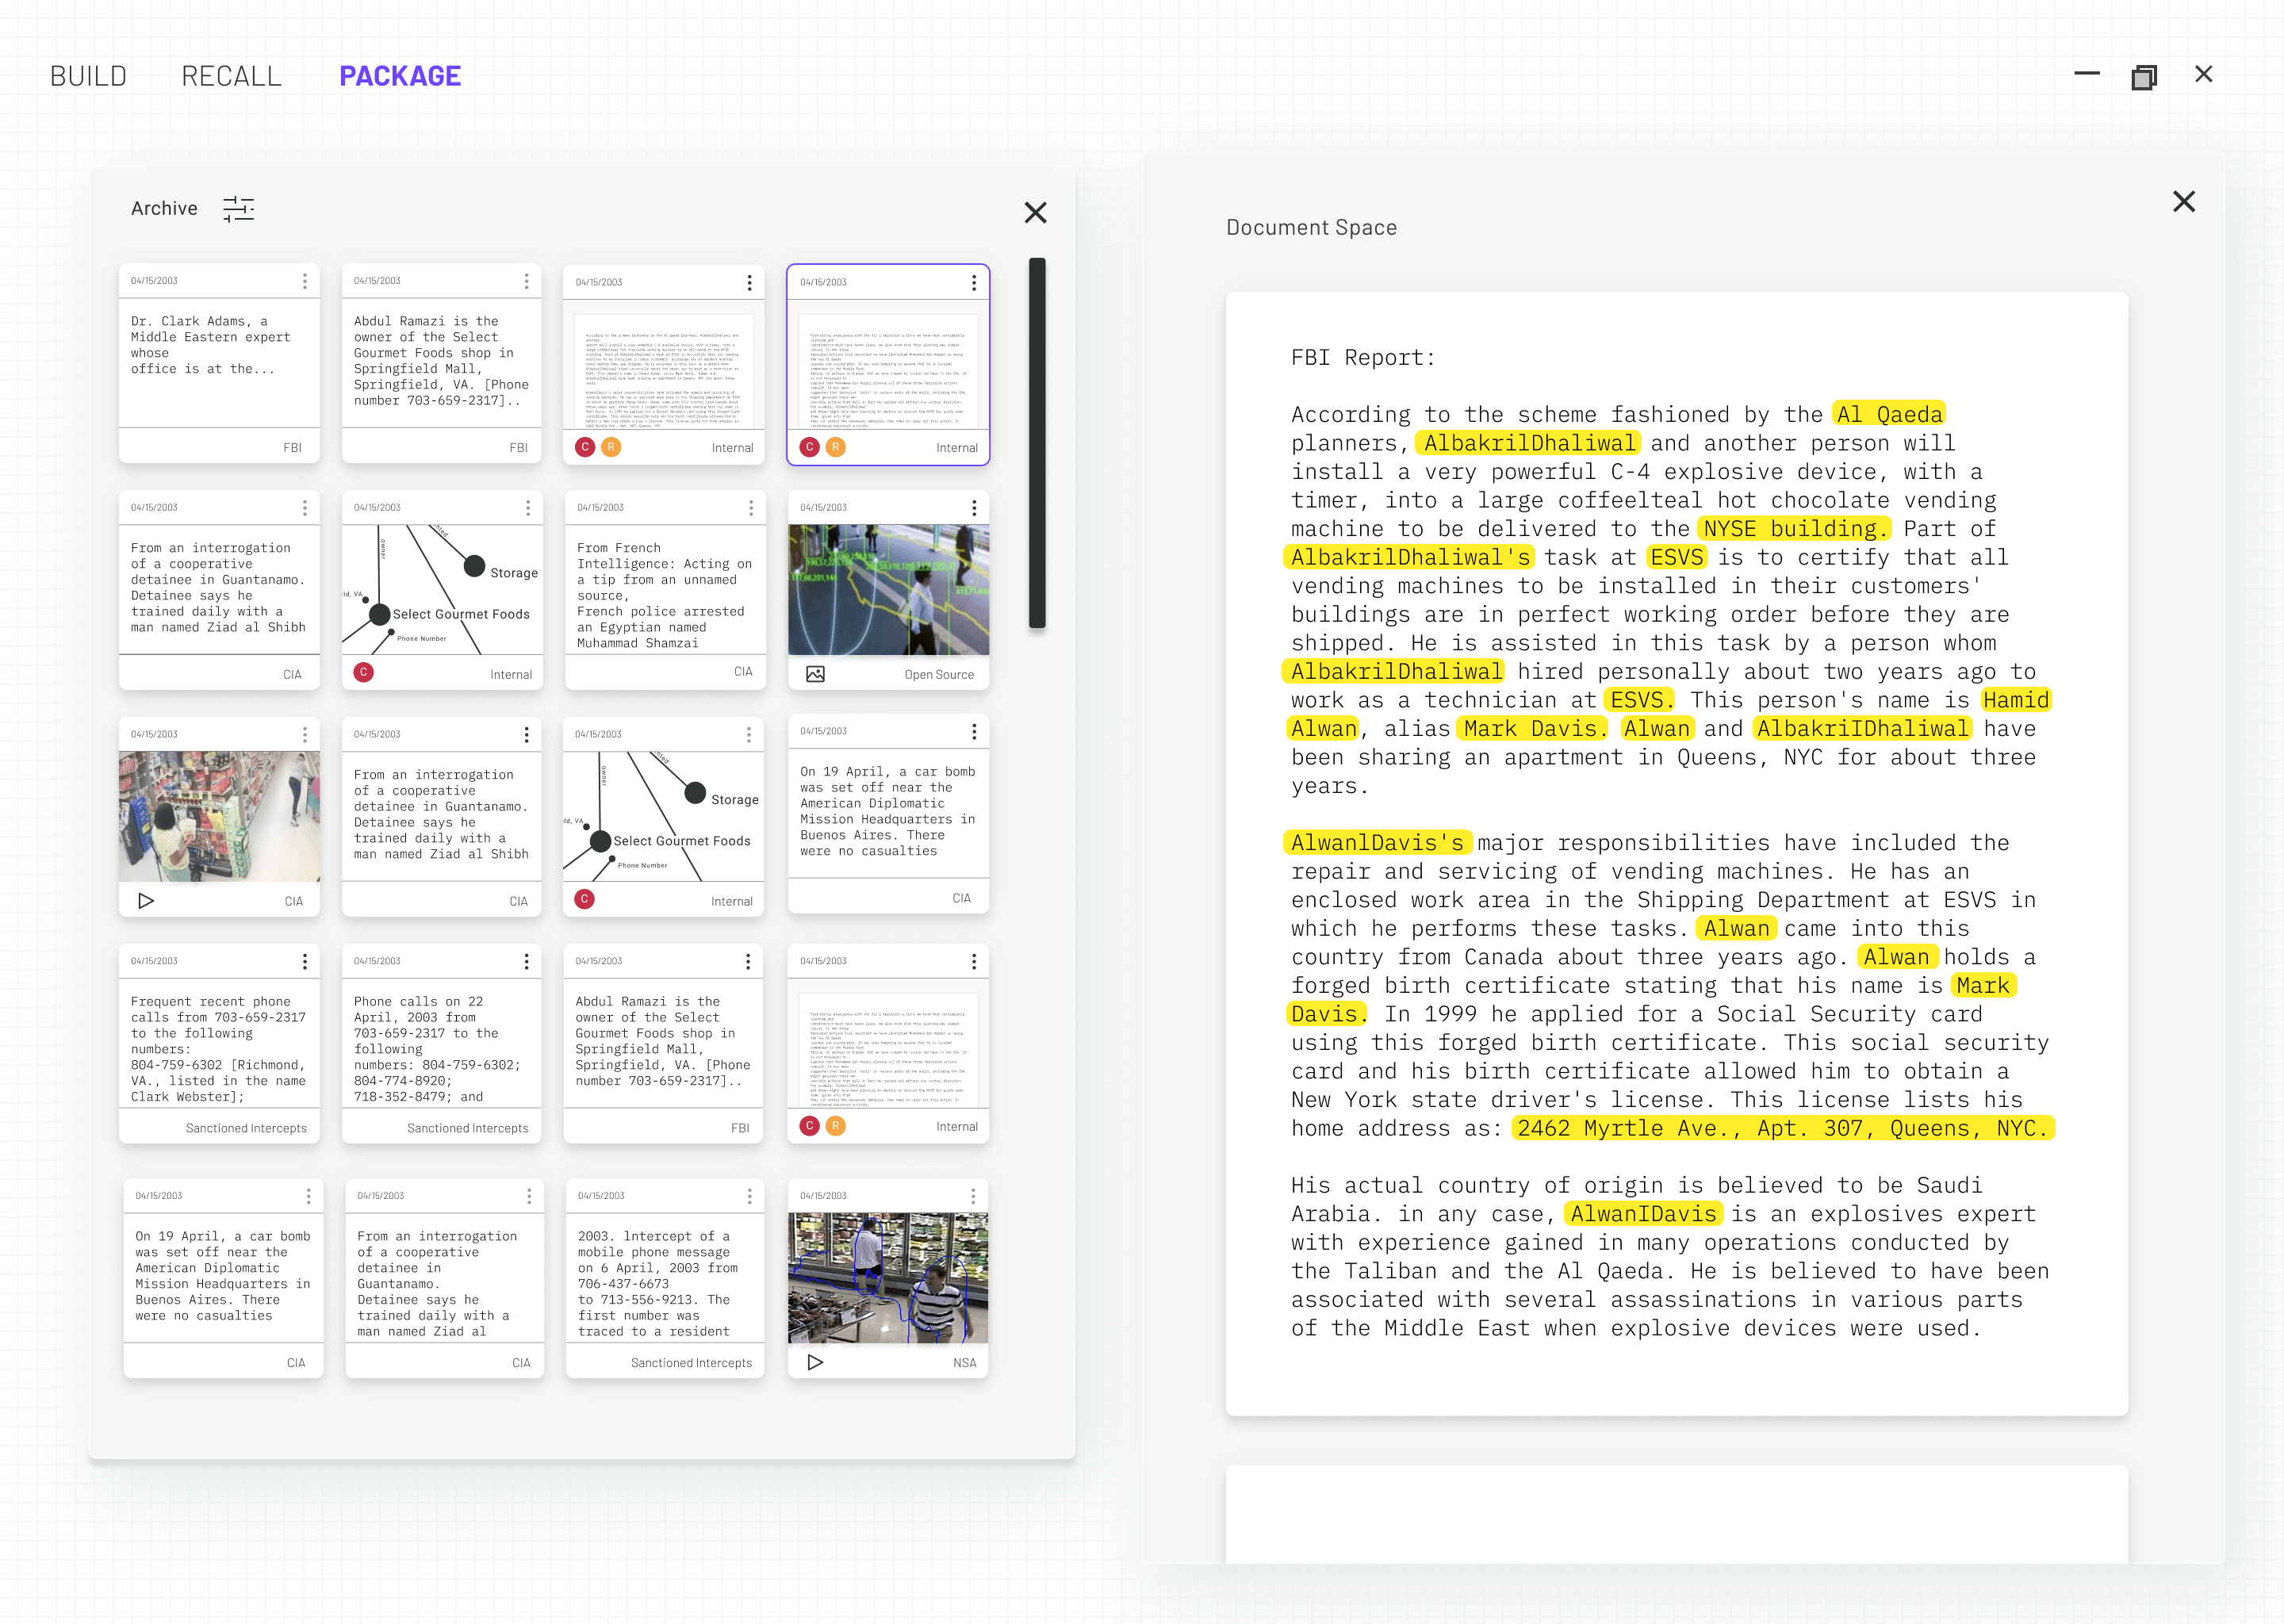 BUILD RECALL PACKAGE
Archive
04/15/2003
Dr. Clark Adams, a
Middle Eastern expert
whose
office is at the...
FBI
04/15/2003
Abdul Ramazi is the
owner of the Select
Gourmet Foods shop in
Springfield Mall,
Springfield, VA. [Phone
number 703-659-2317]..
FBI
04/15/2003
C R Internal
04/15/2003
C R Internal
04/15/2003
From an interrogation
of a cooperative
detainee in Guantanamo.
Detainee says he
trained daily with a
man named Ziad al Shibh
CIA
04/15/2003
owner
Storage
ld, VA
Select Gourmet Foods
Phone Number
C Internal
04/15/2003
From French
Intelligence: Acting on
a tip from an unnamed
source,
French police arrested
an Egyptian named
Muhammad Shamzai
CIA
04/15/2003
Open Source
04/15/2003
CIA
04/15/2003
From an interrogation
of a cooperative
detainee in Guantanamo.
Detainee says he
trained daily with a
man named Ziad al Shibh
CIA
04/15/2003
owner
Storage
ld, VA
Select Gourmet Foods
Phone Number
C Internal
04/15/2003
On 19 April, a car bomb
was set off near the
American Diplomatic
Mission Headquarters in
Buenos Aires. There
were no casualties
CIA
04/15/2003
Frequent recent phone
calls from 703-659-2317
to the following
numbers:
804-759-6302 [Richmond,
VA., listed in the name
Clark Webster];
Sanctioned Intercepts
04/15/2003
Phone calls on 22
April, 2003 from
703-659-2317 to the
following
numbers: 804-759-6302;
804-774-8920;
718-352-8479; and
Sanctioned Intercepts
04/15/2003
Abdul Ramazi is the
owner of the Select
Gourmet Foods shop in
Springfield Mall,
Springfield, VA. [Phone
number 703-659-2317]..
FBI
04/15/2003
C R Internal
04/15/2003
On 19 April, a car bomb
was set off near the
American Diplomatic
Mission Headquarters in
Buenos Aires. There
were no casualties
CIA
04/15/2003
From an interrogation
of a cooperative
detainee in
Guantanamo.
Detainee says he
trained daily with a
man named Ziad al
CIA
04/15/2003
2003. lntercept of a
mobile phone message
on 6 April, 2003 from
706-437-6673
to 713-556-9213. The
first number was
traced to a resident
Sanctioned Intercepts
04/15/2003
NSA
Document Space
FBI Report:
According to the scheme fashioned by the Al Qaeda
planners, AlbakrilDhaliwal and another person will
install a very powerful C-4 explosive device, with a
timer, into a large coffeelteal hot chocolate vending
machine to be delivered to the NYSE building. Part of
AlbakrilDhaliwal's task at ESVS is to certify that all
vending machines to be installed in their customers'
buildings are in perfect working order before they are
shipped. He is assisted in this task by a person whom
AlbakrilDhaliwal hired personally about two years ago to
work as a technician at ESVS. This person's name is Hamid
Alwan, alias Mark Davis. Alwan and AlbakriIDhaliwal have
been sharing an apartment in Queens, NYC for about three
years.
AlwanlDavis's major responsibilities have included the
repair and servicing of vending machines. He has an
enclosed work area in the Shipping Department at ESVS in
which he performs these tasks. Alwan came into this
country from Canada about three years ago. Alwan holds a
forged birth certificate stating that his name is Mark
Davis. In 1999 he applied for a Social Security card
using this forged birth certificate. This social security
card and his birth certificate allowed him to obtain a
New York state driver's license. This license lists his
home address as: 2462 Myrtle Ave., Apt. 307, Queens, NYC.
His actual country of origin is believed to be Saudi
Arabia. in any case, AlwanIDavis is an explosives expert
with experience gained in many operations conducted by
the Taliban and the Al Qaeda. He is believed to have been
associated with several assassinations in various parts
of the Middle East when explosive devices were used.